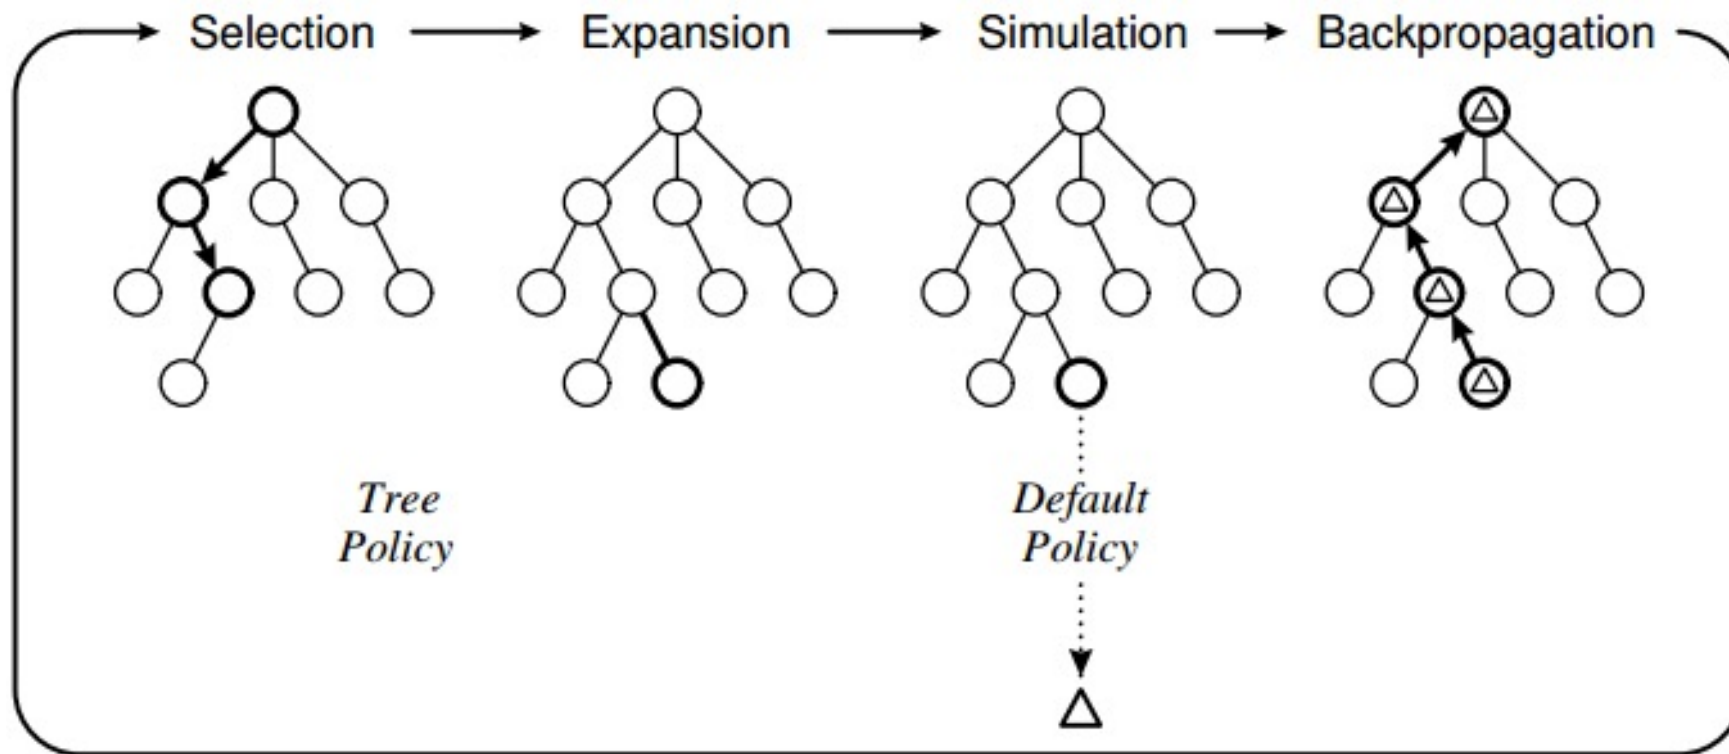 Selection Expansion Simulation Backpropagation
Tree
Policy
Default
Policy